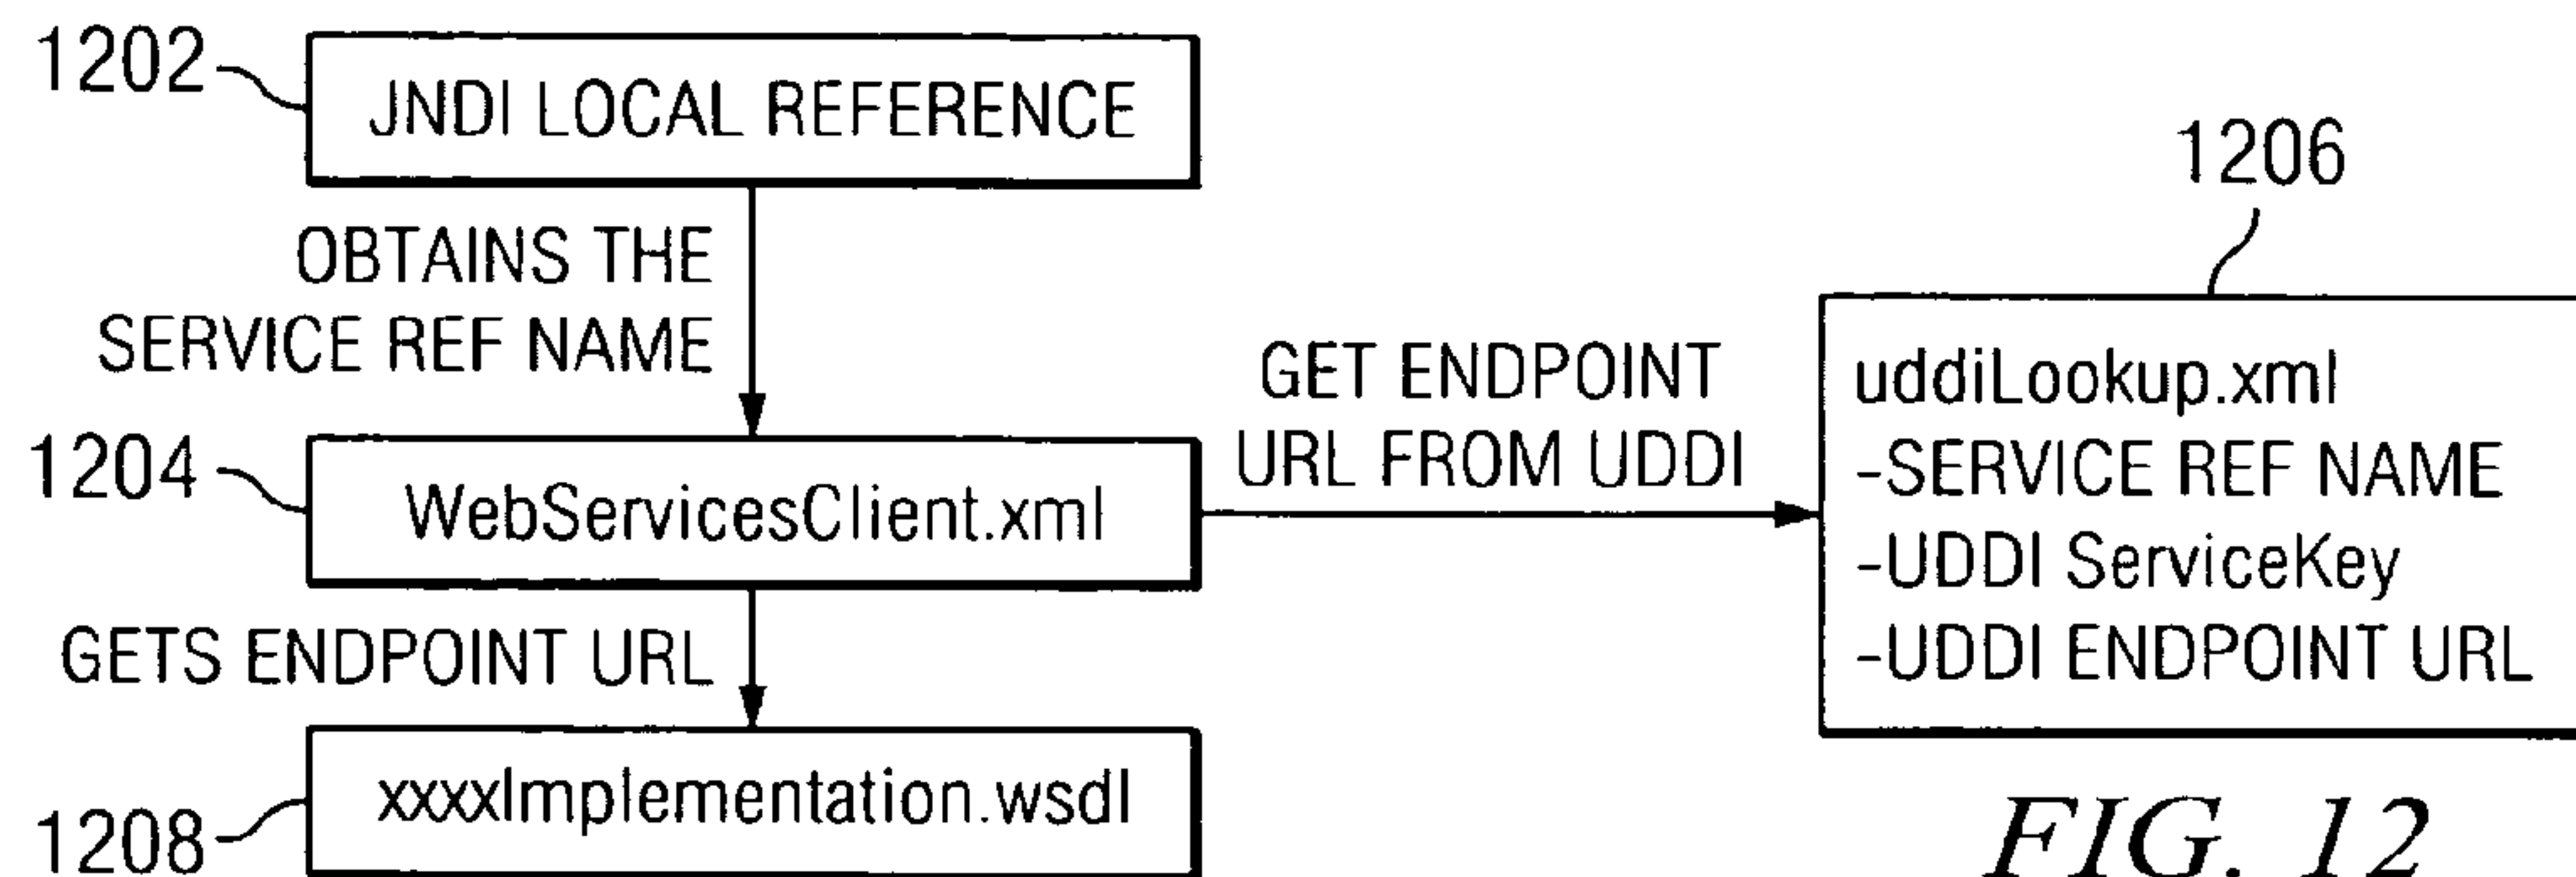 1202
JNDI LOCAL REFERENCE
OBTAINS THE
SERVICE REF NAME
1204
WebServicesClient.xml
GET ENDPOINT
URL FROM UDDI
1206
uddiLookup.xml
-SERVICE REF NAME
-UDDI ServiceKey
-UDDI ENDPOINT URL
GETS ENDPOINT URL
1208
xxxxImplementation.wsdl
FIG. 12